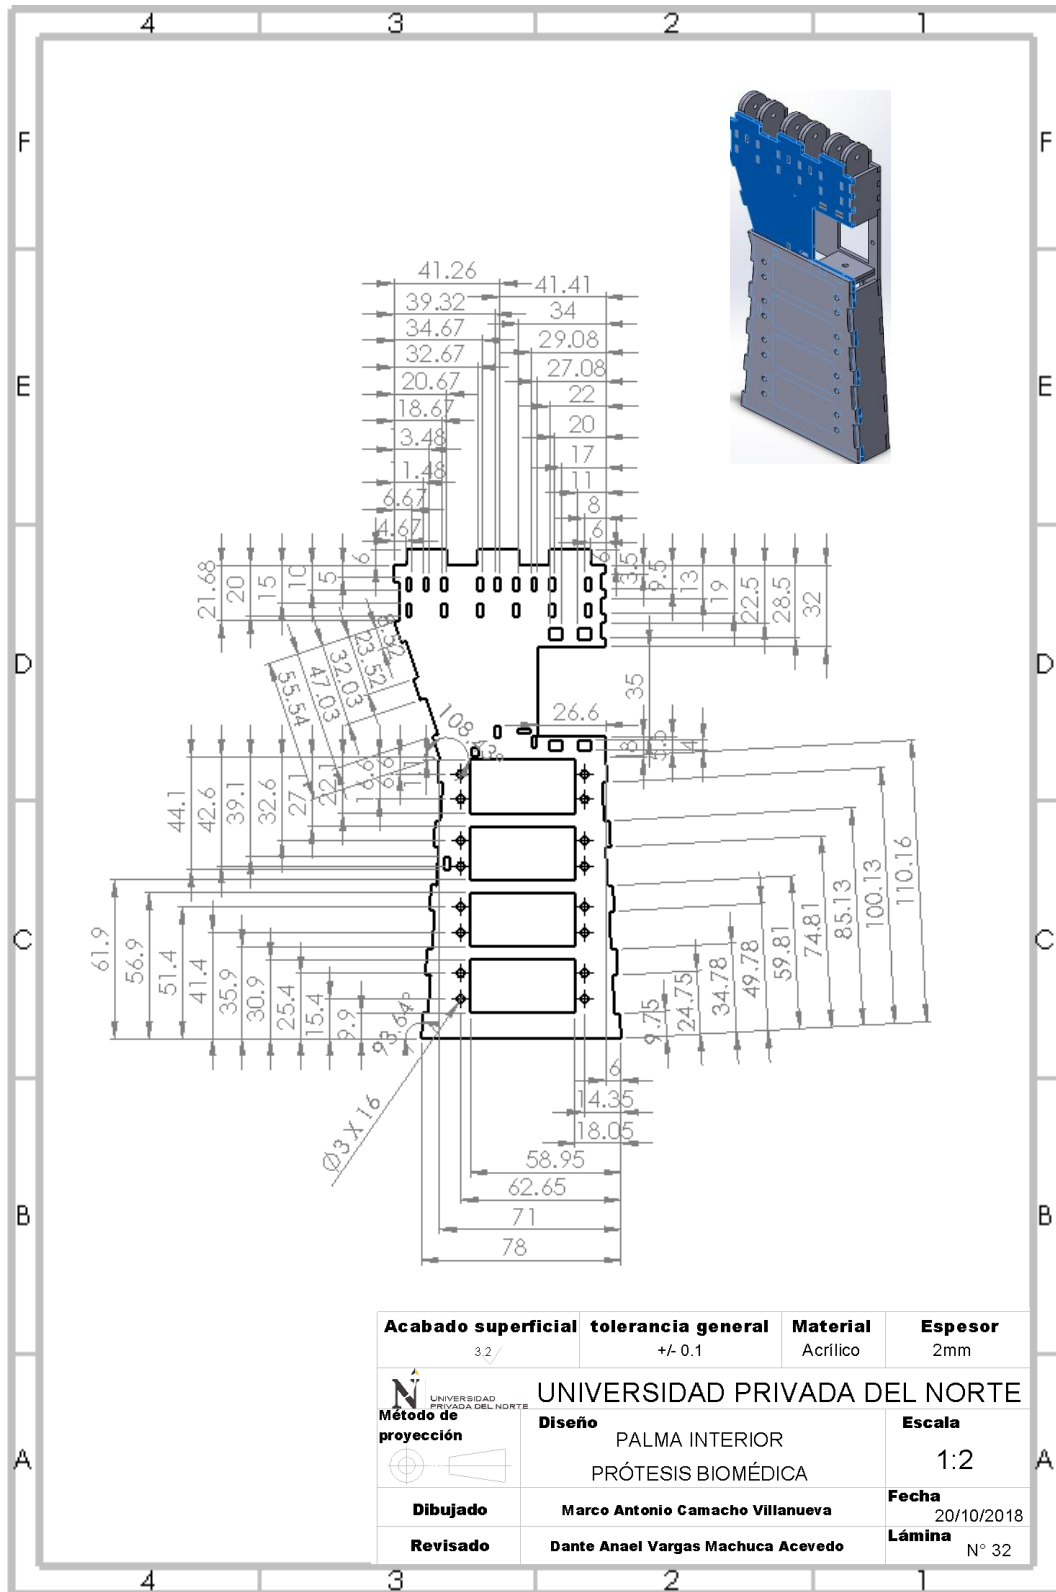 4 3 2 1
F F
E E
D D
C C
B B
A A
41.26 41.41
39.32 34
34.67 29.08
32.67 27.08
20.67 22
18.67 20
3.48 17
11.48 11
6.67 8
4.67 6
6 6
21.68 20 15 10 5
3.5 9.5 13 19 22.5 28.5 32
8.52 23.52 32.03 47.03 55.54
35
26.6
8 5.5 4
44.1 42.6 39.1 32.6 27.1 22.1
61.9 56.9 51.4 41.4 35.9 30.9 25.4 15.4 9.9
93.64°
9.75 24.75 34.78 49.78 59.81 74.81 85.13 100.13 110.16
Ø3 X 16
6
14.35
18.05
58.95
62.65
71
78
Acabado superficial tolerancia general Material Espesor
3.2 +/- 0.1 Acrílico 2mm
N UNIVERSIDAD PRIVADA DEL NORTE UNIVERSIDAD PRIVADA DEL NORTE
Método de proyección Diseño Escala
PALMA INTERIOR
PRÓTESIS BIOMÉDICA 1:2
Dibujado Marco Antonio Camacho Villanueva Fecha 20/10/2018
Revisado Dante Anael Vargas Machuca Acevedo Lámina N° 32
4 3 2 1